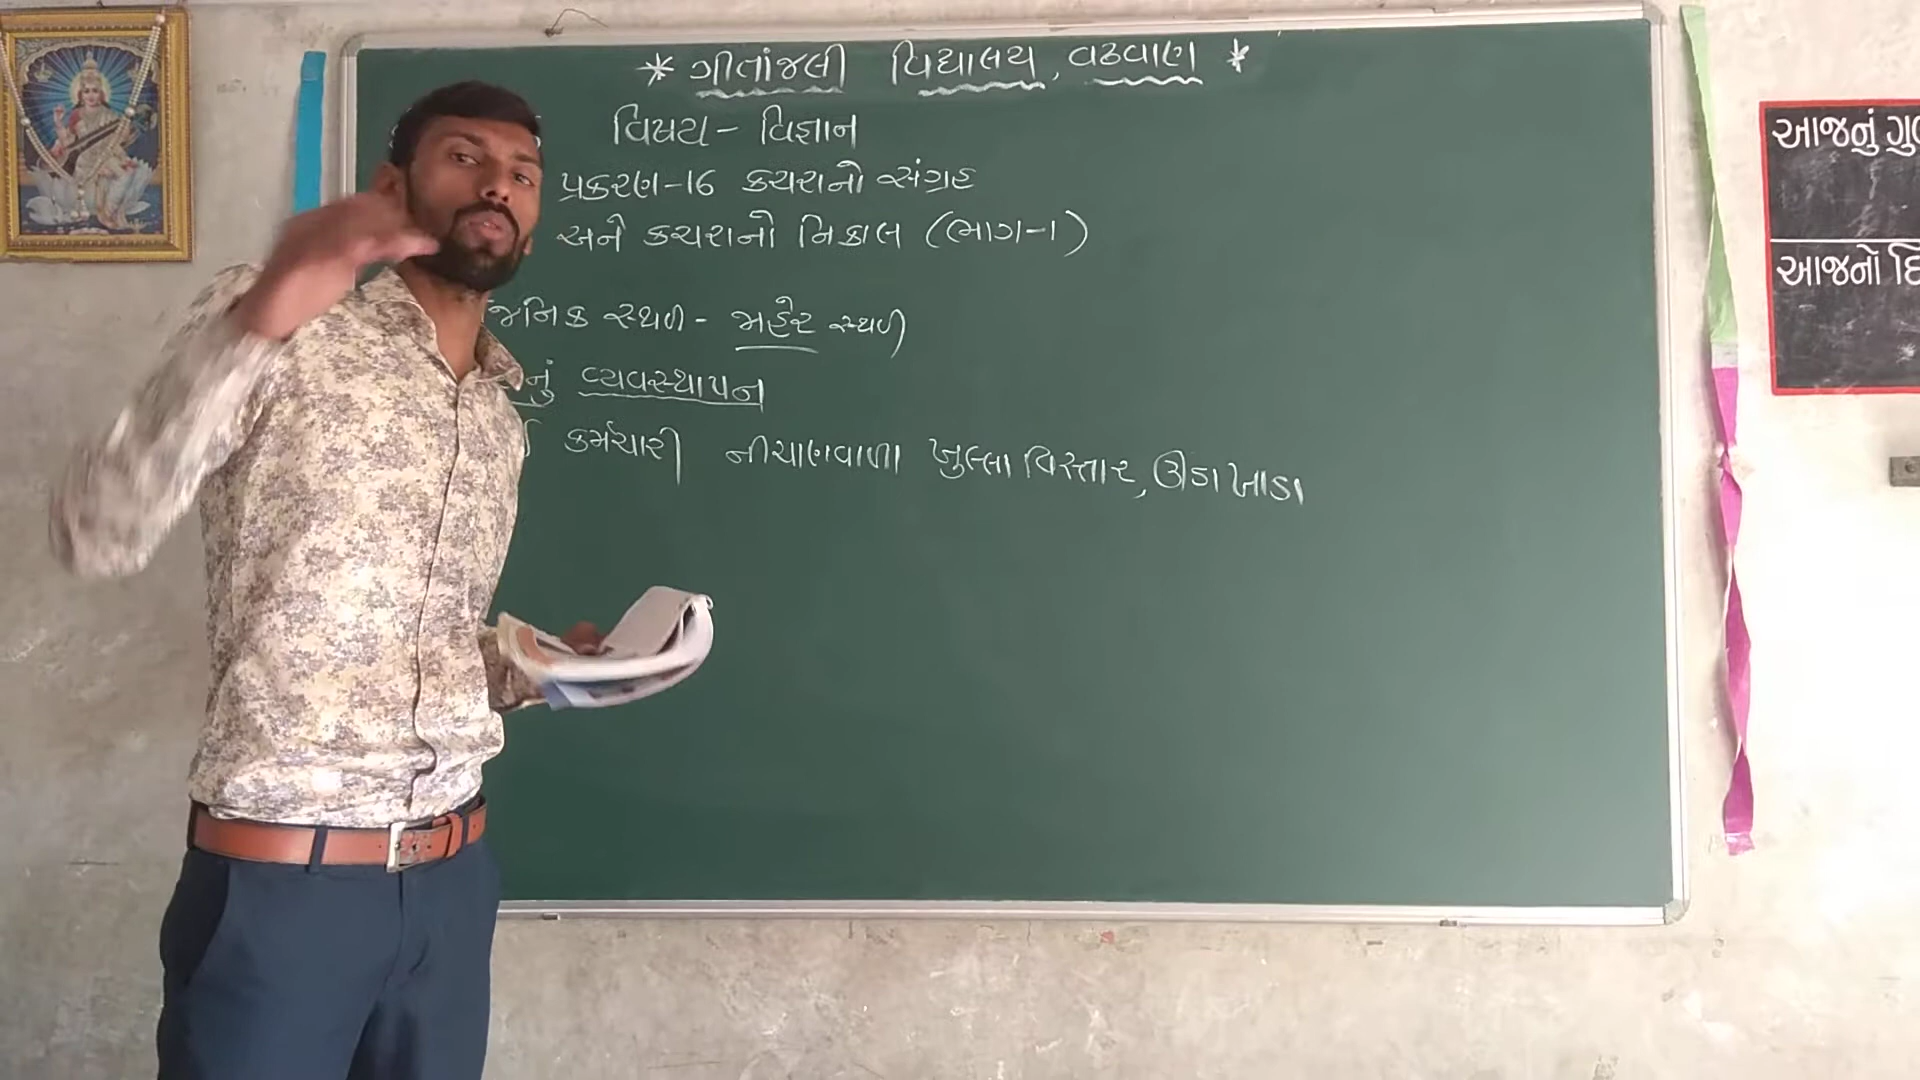 * ગીતાંજલી વિદ્યાલય, વઢવાણ *
વિષય - વિજ્ઞાન
પ્રકરણ-16 કચરાનો સંગ્રહ
અને કચરાનો નિકાલ (ભાગ-1)
જનિક સ્થળ - જાહેર સ્થળ
નું વ્યવસ્થાપન
કર્મચારી નીચાણવાળા ખુલ્લા વિસ્તાર, ઊંડા ખાડા
આજનું ગુ
આજનો દિ